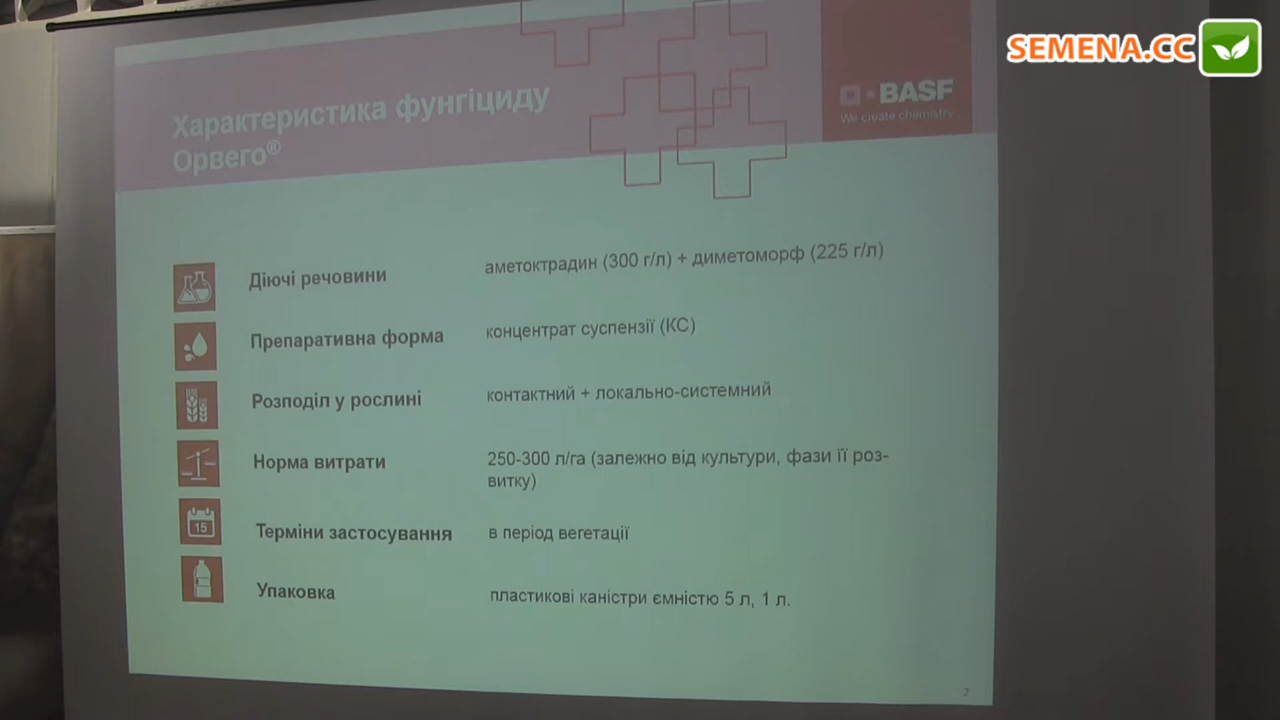 SEMENA.CC
Характеристика фунгіциду
Орвего®
BASF
We create chemistry
Діючі речовини
аметоктрадин (300 г/л) + диметоморф (225 г/л)
Препаративна форма
концентрат суспензії (КС)
Розподіл у рослині
контактний + локально-системний
Норма витрати
250-300 л/га (залежно від культури, фази її роз-
витку)
15
Терміни застосування
в період вегетації
Упаковка
пластикові каністри ємністю 5 л, 1 л.
2